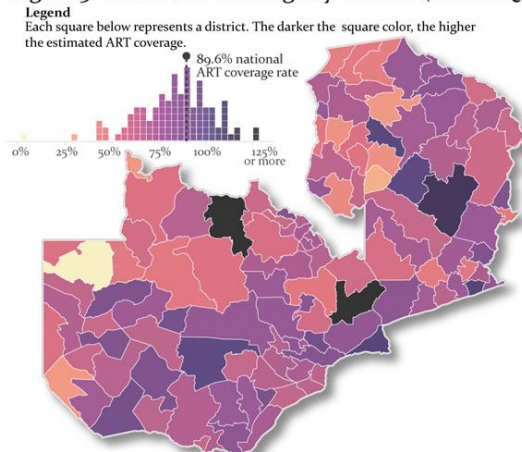 Legend
Each square below represents a district. The darker the square color, the higher
the estimated ART coverage.
89.6% national
ART coverage rate
0% 25% 50% 75% 100% 125%
or more